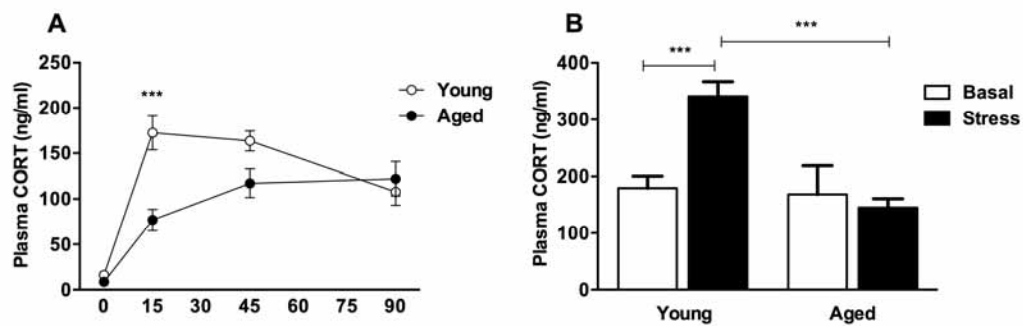 A
Plasma CORT (ng/ml)
250
200
150
100
50
0
***
Young
Aged
0 15 30 45 60 75 90
B
Plasma CORT (ng/ml)
400
300
200
100
0
***
***
Basal
Stress
Young Aged